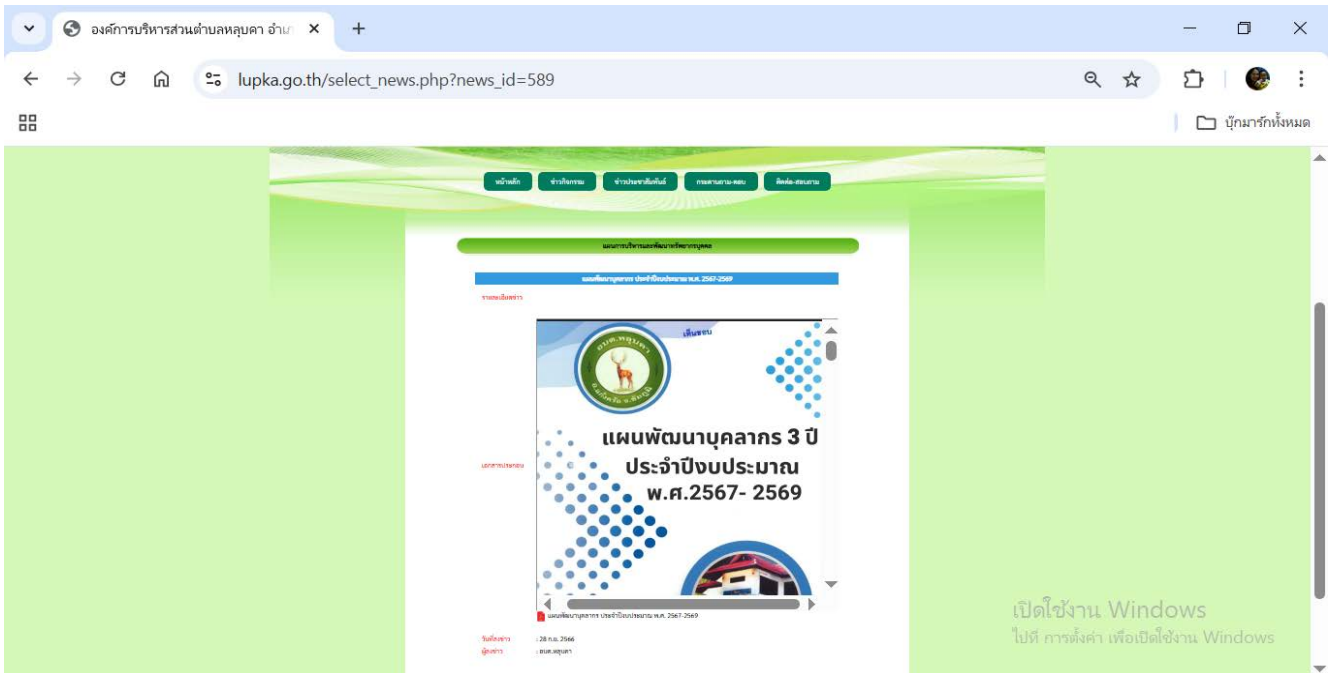 องค์การบริหารส่วนตำบลหลุบคา อำเภ
lupka.go.th/select_news.php?news_id=589
บุ๊กมาร์กทั้งหมด
หน้าหลัก ข่าวกิจกรรม ข่าวประชาสัมพันธ์ กระดานถาม-ตอบ ติดต่อ-สอบถาม
แผนการบริหารและพัฒนาทรัพยากรบุคคล
แผนพัฒนาบุคลากร ประจำปีงบประมาณ พ.ศ. 2567-2569
รายละเอียดข่าว
เห็นชอบ
อบต.หลุบคา
อ.แก้งคร้อ จ.ชัยภูมิ
แผนพัฒนาบุคลากร 3 ปี
ประจำปีงบประมาณ
พ.ศ.2567- 2569
เอกสารประกอบ
แผนพัฒนาบุคลากร ประจำปีงบประมาณ พ.ศ. 2567-2569
วันที่ลงข่าว : 28 ก.ย. 2566
ผู้ลงข่าว : อบต.หลุบคา
เปิดใช้งาน Windows
ไปที่ การตั้งค่า เพื่อเปิดใช้งาน Windows